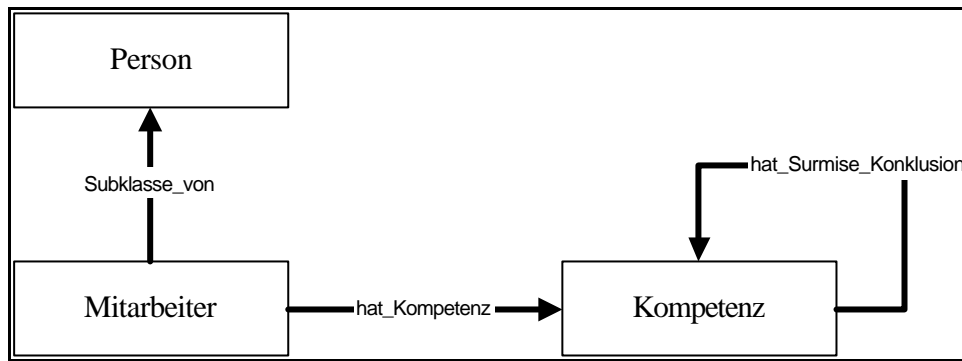 Person
hat_Surmise_Konklusion
Subklasse_von
Mitarbeiter
hat_Kompetenz
Kompetenz